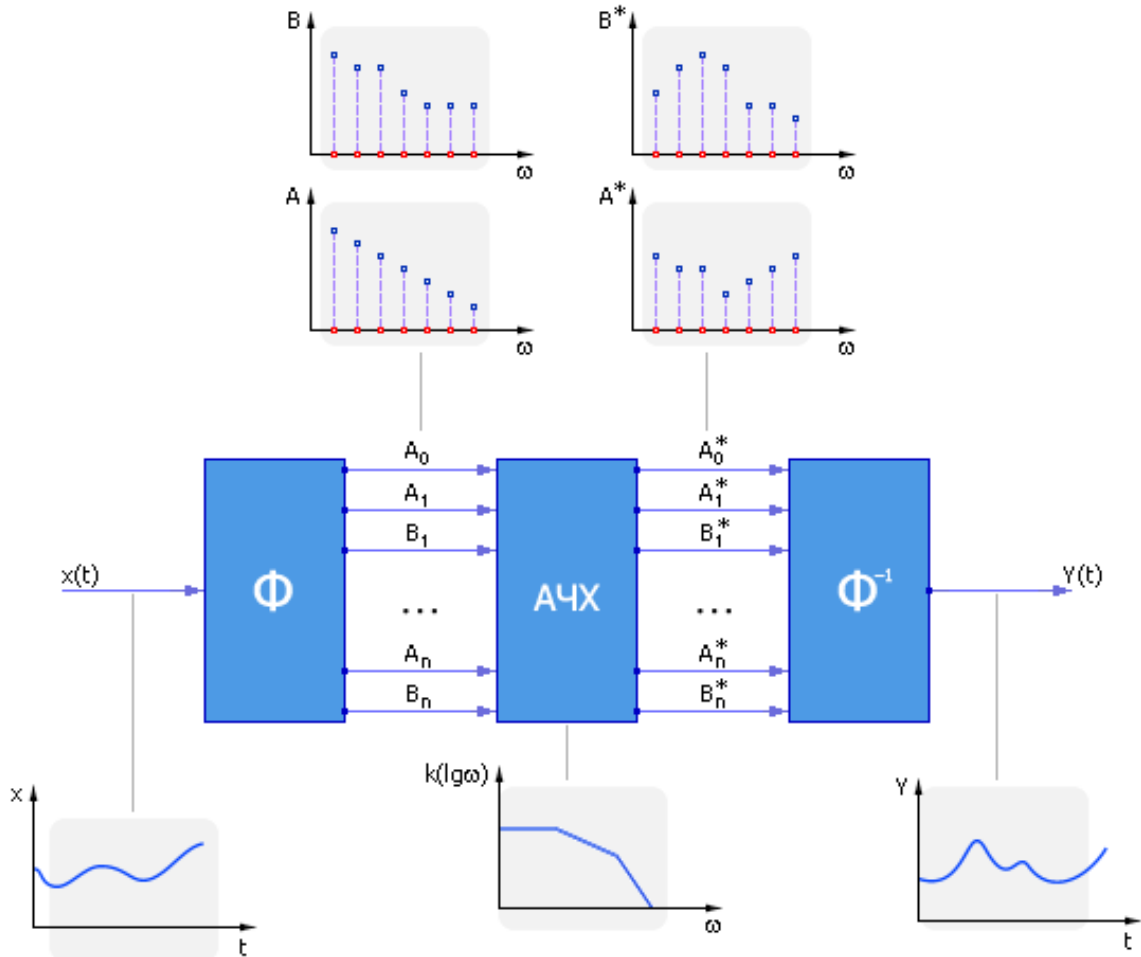 B
ω
B*
ω
A
ω
A*
ω
A₀
A₁
B₁
...
Aₙ
Bₙ
A₀*
A₁*
B₁*
...
Aₙ*
Bₙ*
x(t)
Ф
АЧХ
Ф⁻¹
Y(t)
x
t
k(lgω)
ω
Y
t